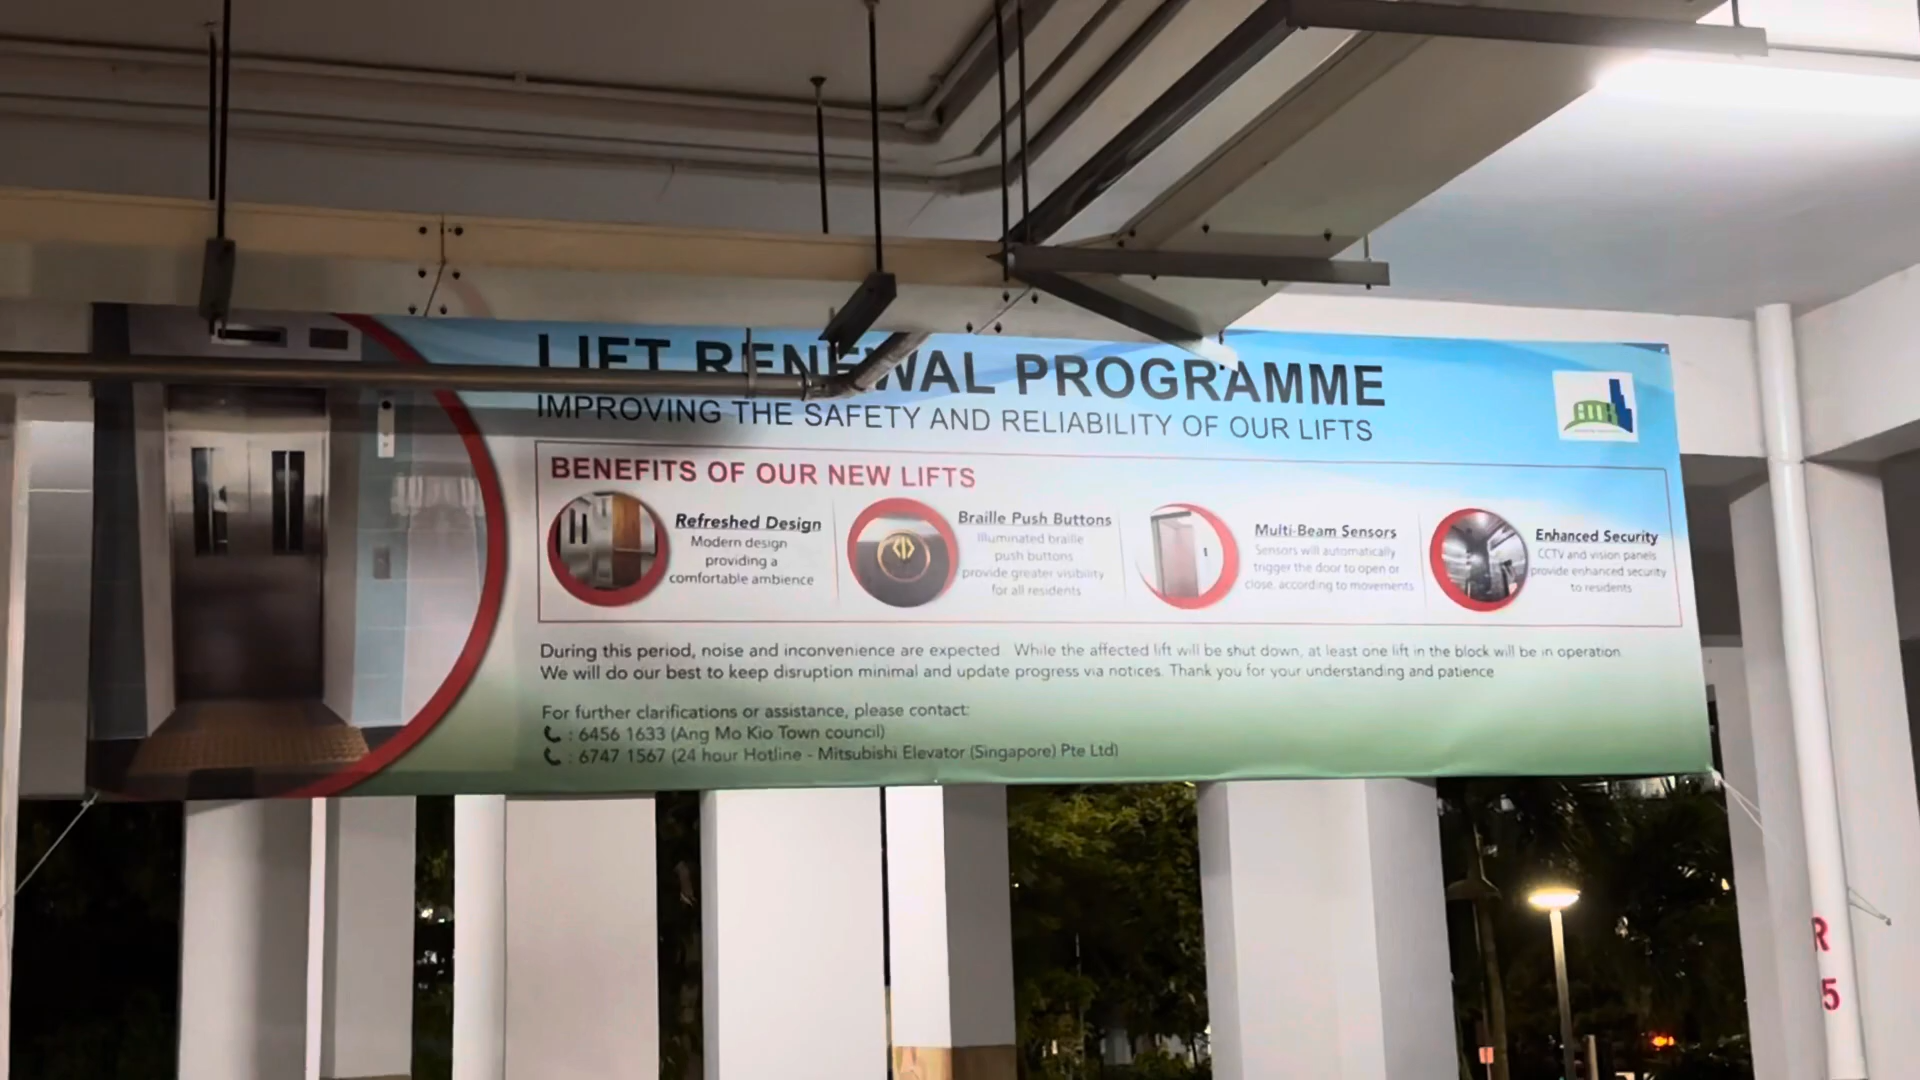 LIFT RENEWAL PROGRAMME
IMPROVING THE SAFETY AND RELIABILITY OF OUR LIFTS
BENEFITS OF OUR NEW LIFTS
Refreshed Design
Modern design
providing a
comfortable ambience
Braille Push Buttons
Illuminated braille
push buttons
provide greater visibility
for all residents
Multi-Beam Sensors
Sensors will automatically
trigger the door to open or
close, according to movements
Enhanced Security
CCTV and vision panels
provide enhanced security
to residents
During this period, noise and inconvenience are expected. While the affected lift will be shut down, at least one lift in the block will be in operation.
We will do our best to keep disruption minimal and update progress via notices. Thank you for your understanding and patience
For further clarifications or assistance, please contact:
: 6456 1633 (Ang Mo Kio Town council)
: 6747 1567 (24 hour Hotline - Mitsubishi Elevator (Singapore) Pte Ltd)
R
5